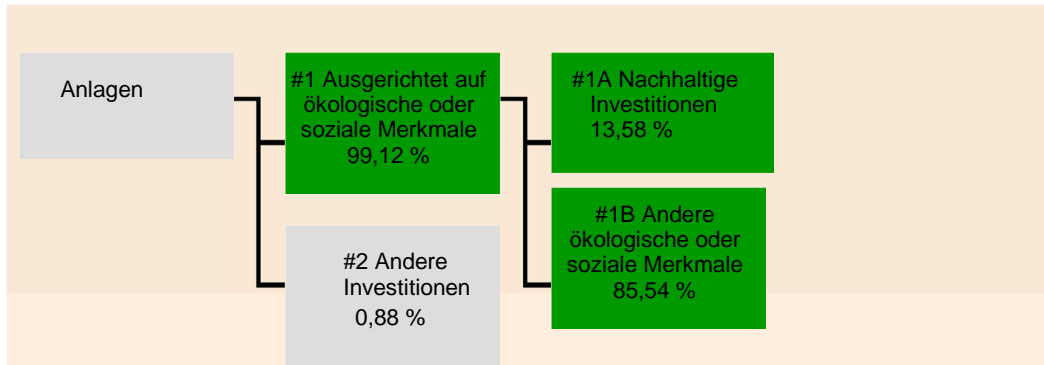 Anlagen
#1 Ausgerichtet auf
ökologische oder
soziale Merkmale
99,12 %
#2 Andere
Investitionen
0,88 %
#1A Nachhaltige
Investitionen
13,58 %
#1B Andere
ökologische oder
soziale Merkmale
85,54 %